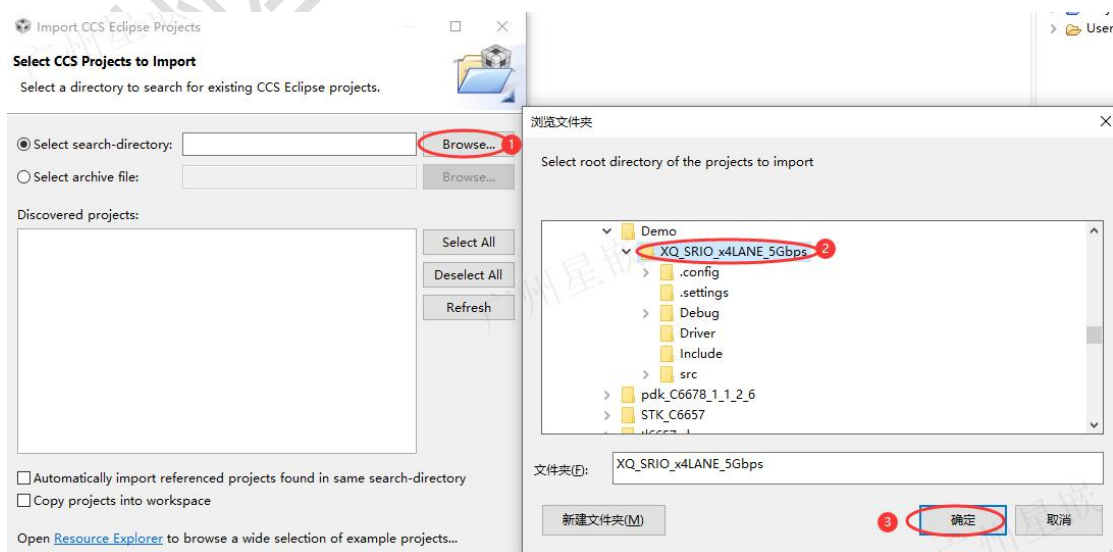 Import CCS Eclipse Projects
Select CCS Projects to Import
Select a directory to search for existing CCS Eclipse projects.
Select search-directory:
Browse...
1
Select archive file:
Browse...
Discovered projects:
Select All
Deselect All
Refresh
Automatically import referenced projects found in same search-directory
Copy projects into workspace
Open Resource Explorer to browse a wide selection of example projects...
User
浏览文件夹
Select root directory of the projects to import
Demo
XQ_SRIO_x4LANE_5Gbps
2
.config
.settings
Debug
Driver
Include
src
pdk_C6678_1_1_2_6
STK_C6657
文件夹(F):
XQ_SRIO_x4LANE_5Gbps
新建文件夹(M)
3
确定
取消
广州星嵌